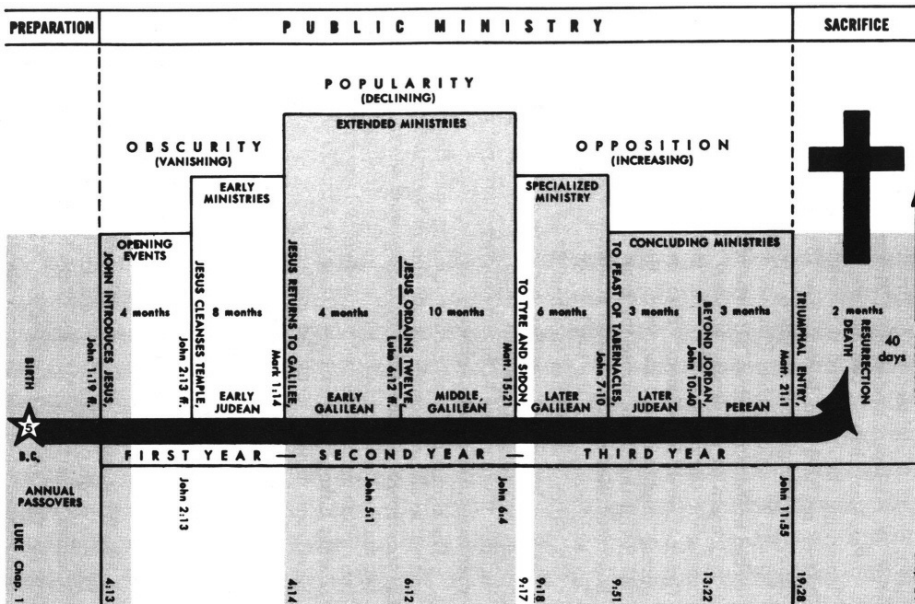 PREPARATION
PUBLIC MINISTRY
SACRIFICE
POPULARITY
(DECLINING)
EXTENDED MINISTRIES
OBSCURITY
(VANISHING)
OPPOSITION
(INCREASING)
EARLY
MINISTRIES
SPECIALIZED
MINISTRY
OPENING
EVENTS
CONCLUDING MINISTRIES
JOHN INTRODUCES JESUS,
John 1:19 ff.
4 months
JESUS CLEANSES TEMPLE,
John 2:13 ff.
8 months
JESUS RETURNS TO GALILEE,
Mark 1:14
4 months
JESUS ORDAINS TWELVE,
Luke 6:12 ff.
10 months
TO TYRE AND SIDON,
Matt. 15:21
6 months
TO FEAST OF TABERNACLES,
John 7:10
3 months
BEYOND JORDAN,
John 10:40
3 months
TRIUMPHAL ENTRY,
Matt. 21:1
2 months
DEATH
RESURRECTION
40
days
BIRTH
5
B.C.
EARLY
JUDEAN
EARLY
GALILEAN
MIDDLE,
GALILEAN
LATER
GALILEAN
LATER
JUDEAN
PEREAN
FIRST YEAR — SECOND YEAR — THIRD YEAR
ANNUAL
PASSOVERS
John 2:13
John 5:1
John 6:4
John 11:55
LUKE Chap. 1
4:13
4:14
6:12
9:17
9:18
9:51
13:22
19:28